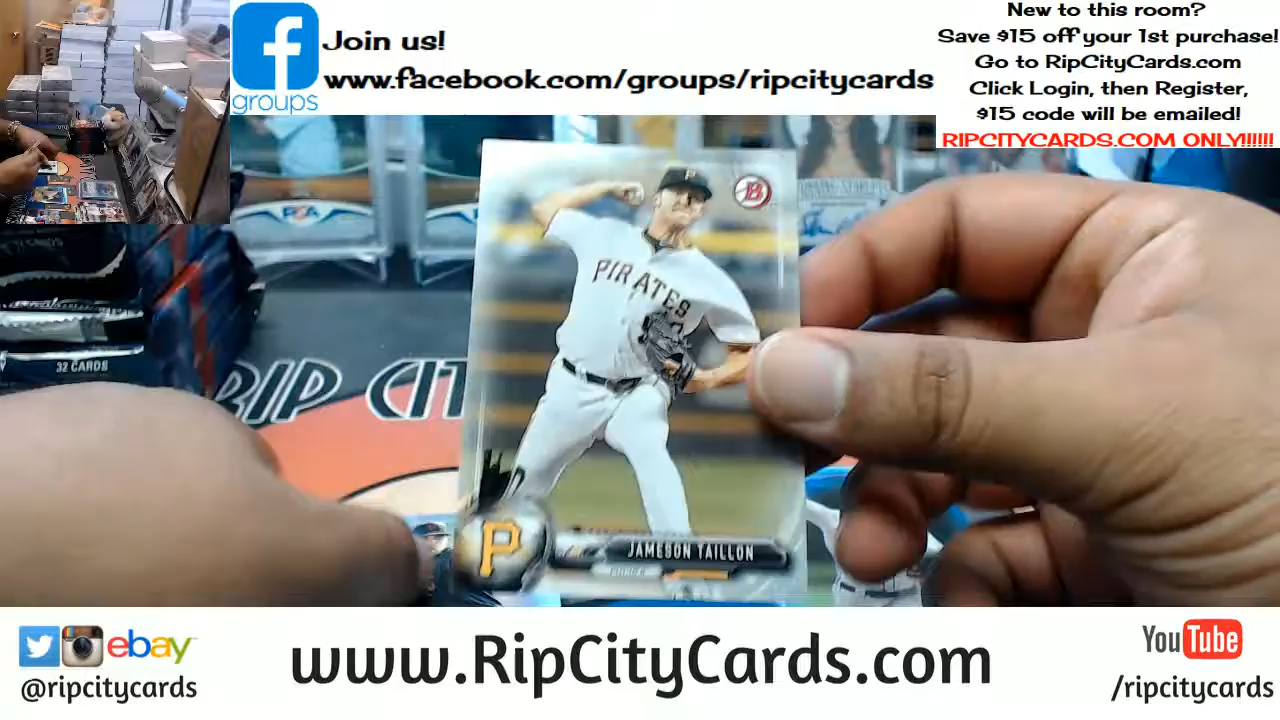 Join us!
www.facebook.com/groups/ripcitycards
groups
New to this room?
Save $15 off your 1st purchase!
Go to RipCityCards.com
Click Login, then Register,
$15 code will be emailed!
RIPCITYCARDS.COM ONLY!!!!!!
PSA
B
P
PIRATES
32 CARDS
RIP CIT
P
JAMESON TAILLON
ebay
@ripcitycards
www.RipCityCards.com
YouTube
/ripcitycards